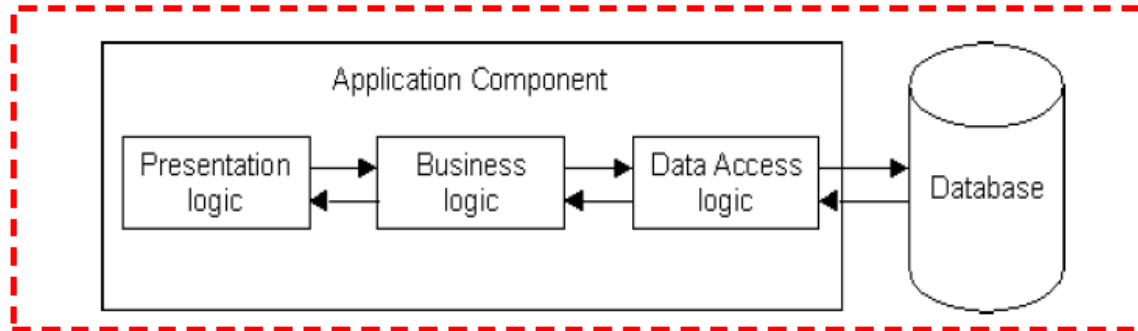 Application Component
Presentation
logic
Business
logic
Data Access
logic
Database